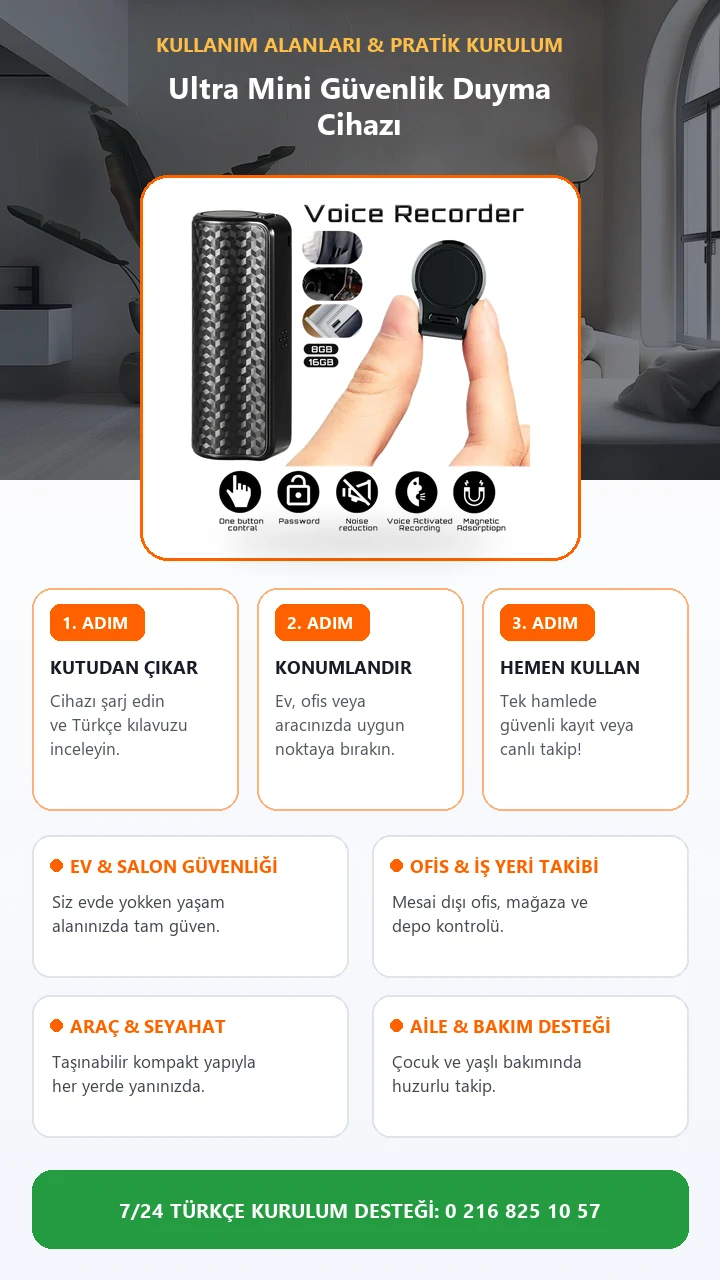 KULLANIM ALANLARI & PRATİK KURULUM
Ultra Mini Güvenlik Duyma
Cihazı
Voice Recorder
8GB
16GB
One button
contral
Password
Noise
reduction
Voice Activated
Recording
Magnetic
Adsorptiopn
1. ADIM
KUTUDAN ÇIKAR
Cihazı şarj edin
ve Türkçe kılavuzu
inceleyin.
2. ADIM
KONUMLANDIR
Ev, ofis veya
aracınızda uygun
noktaya bırakın.
3. ADIM
HEMEN KULLAN
Tek hamlede
güvenli kayıt veya
canlı takip!
EV & SALON GÜVENLİĞİ
Siz evde yokken yaşam
alanınızda tam güven.
OFİS & İŞ YERİ TAKİBİ
Mesai dışı ofis, mağaza ve
depo kontrolü.
ARAÇ & SEYAHAT
Taşınabilir kompakt yapıyla
her yerde yanınızda.
AİLE & BAKIM DESTEĞİ
Çocuk ve yaşlı bakımında
huzurlu takip.
7/24 TÜRKÇE KURULUM DESTEĞİ: 0 216 825 10 57